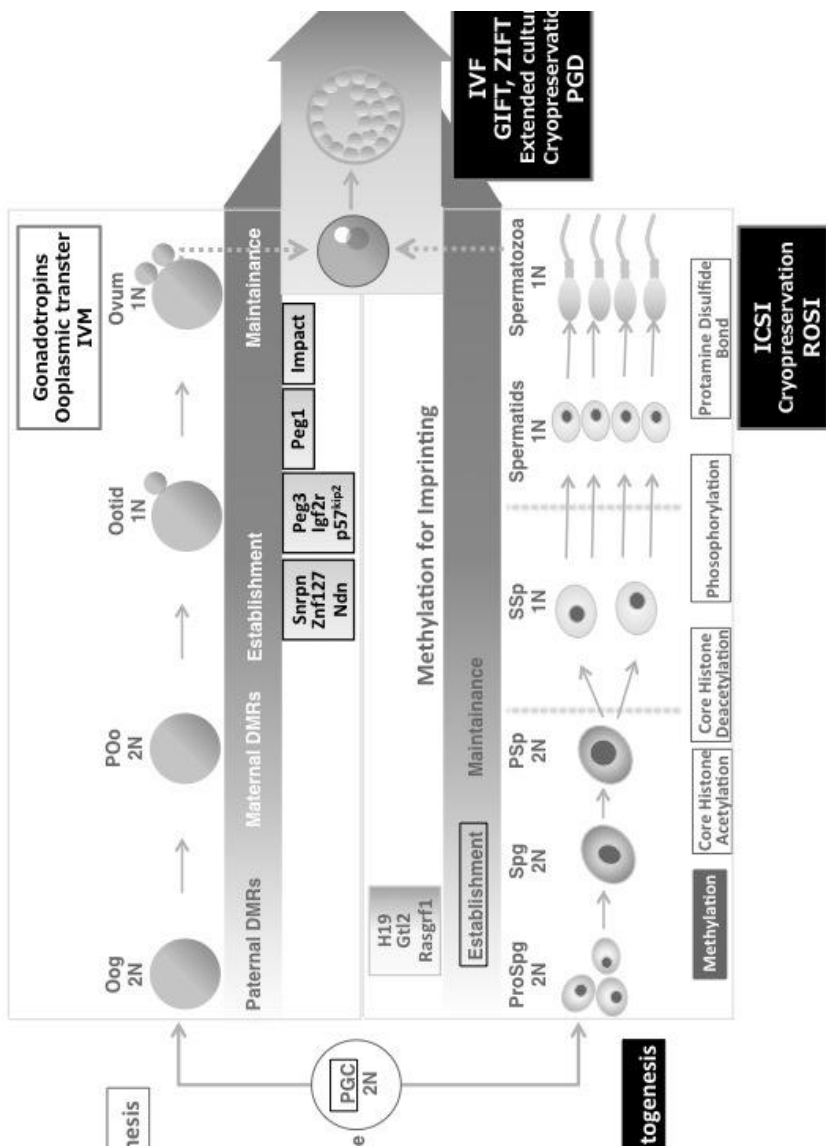 nesis
Gonadotropins
Ooplasmic transter
IVM
Oog
2N
POo
2N
Ootid
1N
Ovum
1N
Paternal DMRs
Maternal DMRs
Establishment
Maintainance
Snrpn
Znf127
Ndn
Peg3
Igf2r
p57kip2
Peg1
Impact
PGC
2N
e
IVF
GIFT, ZIFT
Extended cultur
Cryopreservatio
PGD
Methylation for Imprinting
H19
Gtl2
Rasgrf1
Establishment
Maintainance
ProSpg
2N
Spg
2N
PSp
2N
SSp
1N
Spermatids
1N
Spermatozoa
1N
Methylation
Core Histone
Acetylation
Core Histone
Deacetylation
Phosophorylation
Protamine Disulfide
Bond
togenesis
ICSI
Cryopreservation
ROSI